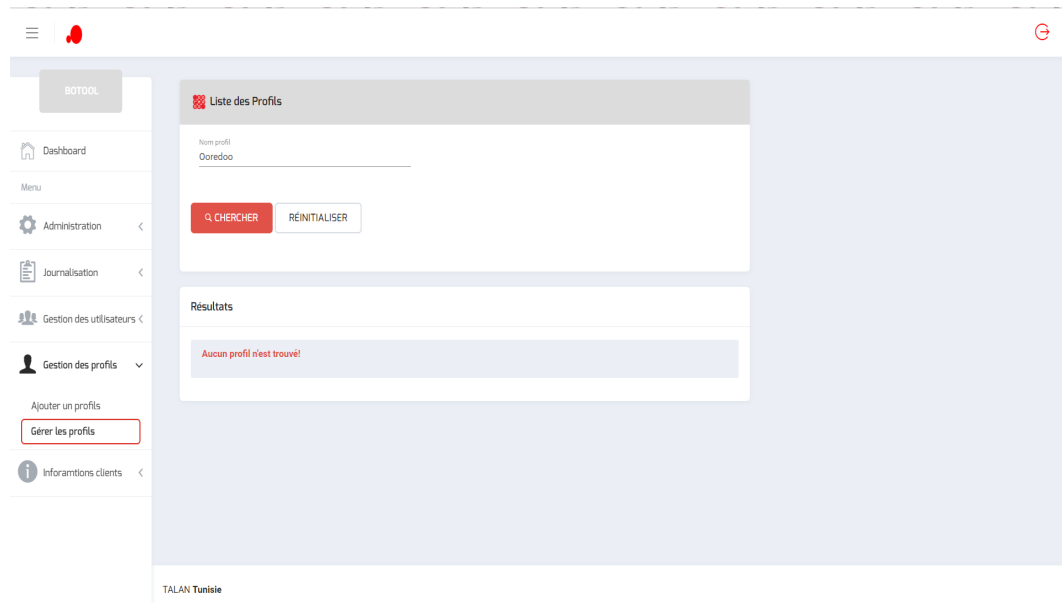 BOTOOL
Dashboard
Menu
Administration
Journalisation
Gestion des utilisateurs
Gestion des profils
Ajouter un profils
Gérer les profils
Inforamtions clients
Liste des Profils
Nom profil
Ooredoo
CHERCHER
RÉINITIALISER
Résultats
Aucun profil n'est trouvé!
TALAN Tunisie